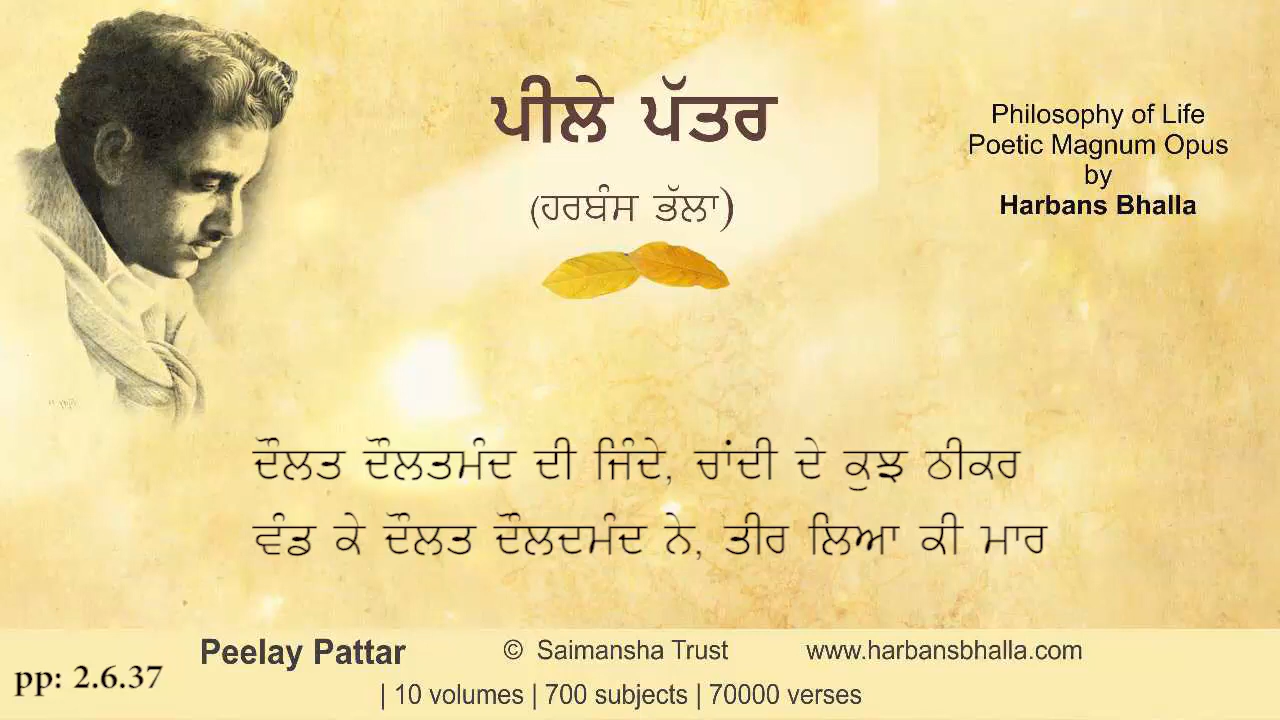 ਪੀਲੇ ਪੱਤਰ
(ਹਰਬੰਸ ਭੱਲਾ)
Philosophy of Life
Poetic Magnum Opus
by
Harbans Bhalla
ਦੌਲਤ ਦੌਲਤਮੰਦ ਦੀ ਜਿੰਦੇ, ਚਾਂਦੀ ਦੇ ਕੁਝ ਠੀਕਰ
ਵੰਡ ਕੇ ਦੌਲਤ ਦੌਲਦਮੰਦ ਨੇ, ਤੀਰ ਲਿਆ ਕੀ ਮਾਰ
pp: 2.6.37
Peelay Pattar © Saimansha Trust www.harbansbhalla.com
| 10 volumes | 700 subjects | 70000 verses